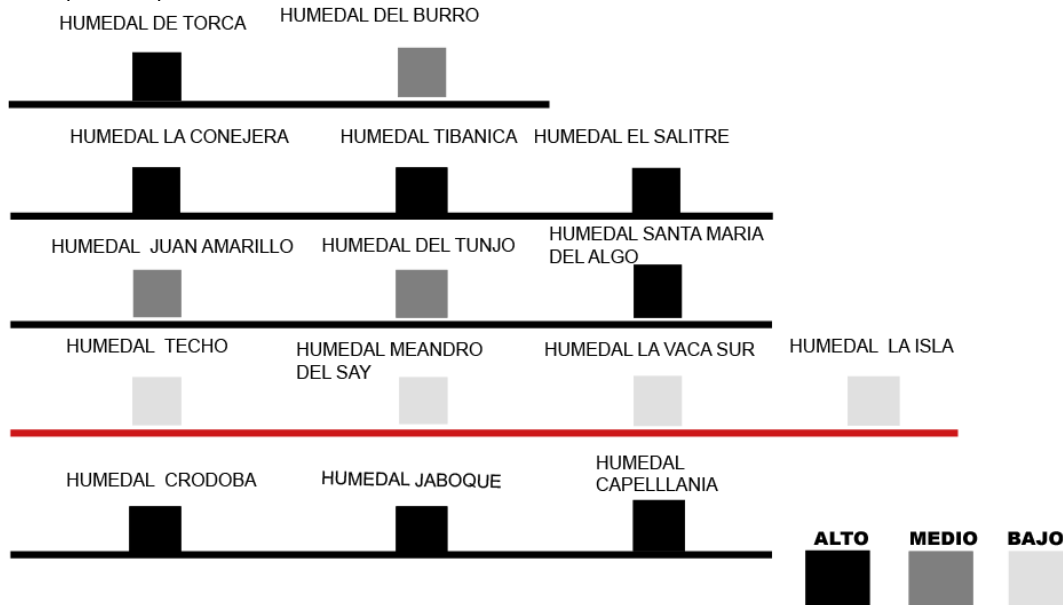 HUMEDAL DE TORCA
HUMEDAL DEL BURRO
HUMEDAL LA CONEJERA
HUMEDAL TIBANICA
HUMEDAL EL SALITRE
HUMEDAL JUAN AMARILLO
HUMEDAL DEL TUNJO
HUMEDAL SANTA MARIA
DEL ALGO
HUMEDAL TECHO
HUMEDAL MEANDRO
DEL SAY
HUMEDAL LA VACA SUR
HUMEDAL LA ISLA
HUMEDAL CRODOBA
HUMEDAL JABOQUE
HUMEDAL
CAPELLLANIA
ALTO
MEDIO
BAJO